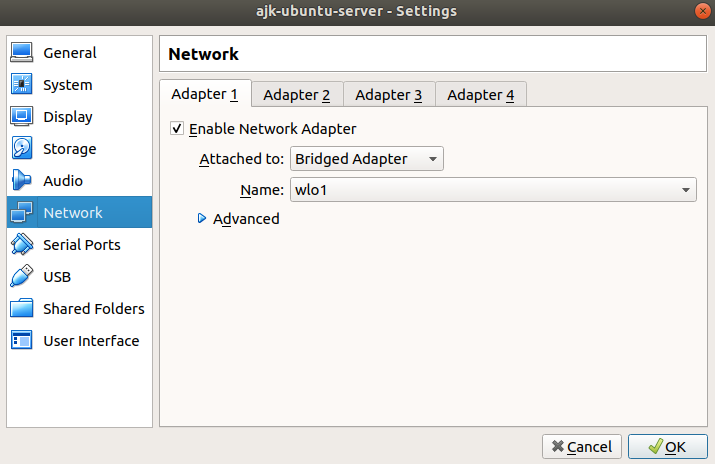 ajk-ubuntu-server - Settings
General
System
Display
Storage
Audio
Network
Serial Ports
USB
Shared Folders
User Interface
Network
Adapter 1 Adapter 2 Adapter 3 Adapter 4
Enable Network Adapter
Attached to: Bridged Adapter
Name: wlo1
Advanced
Cancel OK